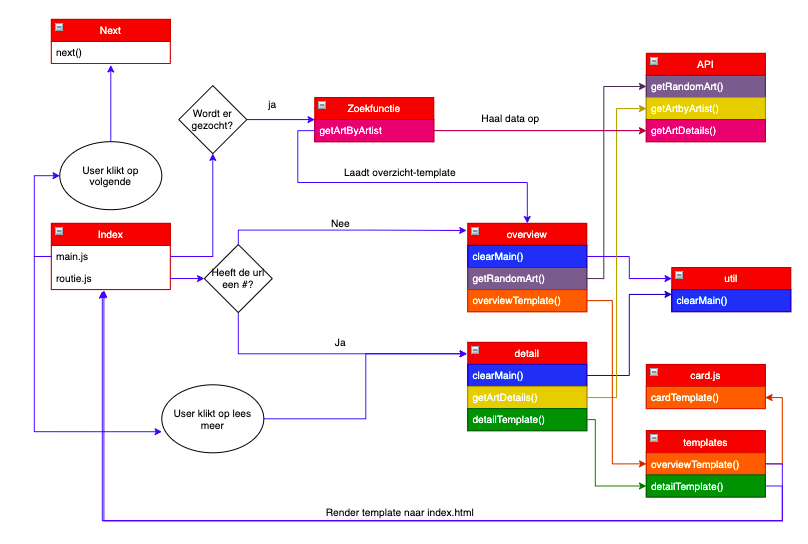 Next
next()
API
getRandomArt()
getArtbyArtist()
getArtDetails()
Wordt er
gezocht?
ja
Zoekfunctie
getArtByArtist
Haal data op
User klikt op
volgende
Laadt overzicht-template
Index
main.js
routie.js
Nee
Heeft de url
een #?
overview
clearMain()
getRandomArt()
overviewTemplate()
util
clearMain()
Ja
detail
clearMain()
getArtDetails()
detailTemplate()
card.js
cardTemplate()
User klikt op lees
meer
templates
overviewTemplate()
detailTemplate()
Render template naar index.html